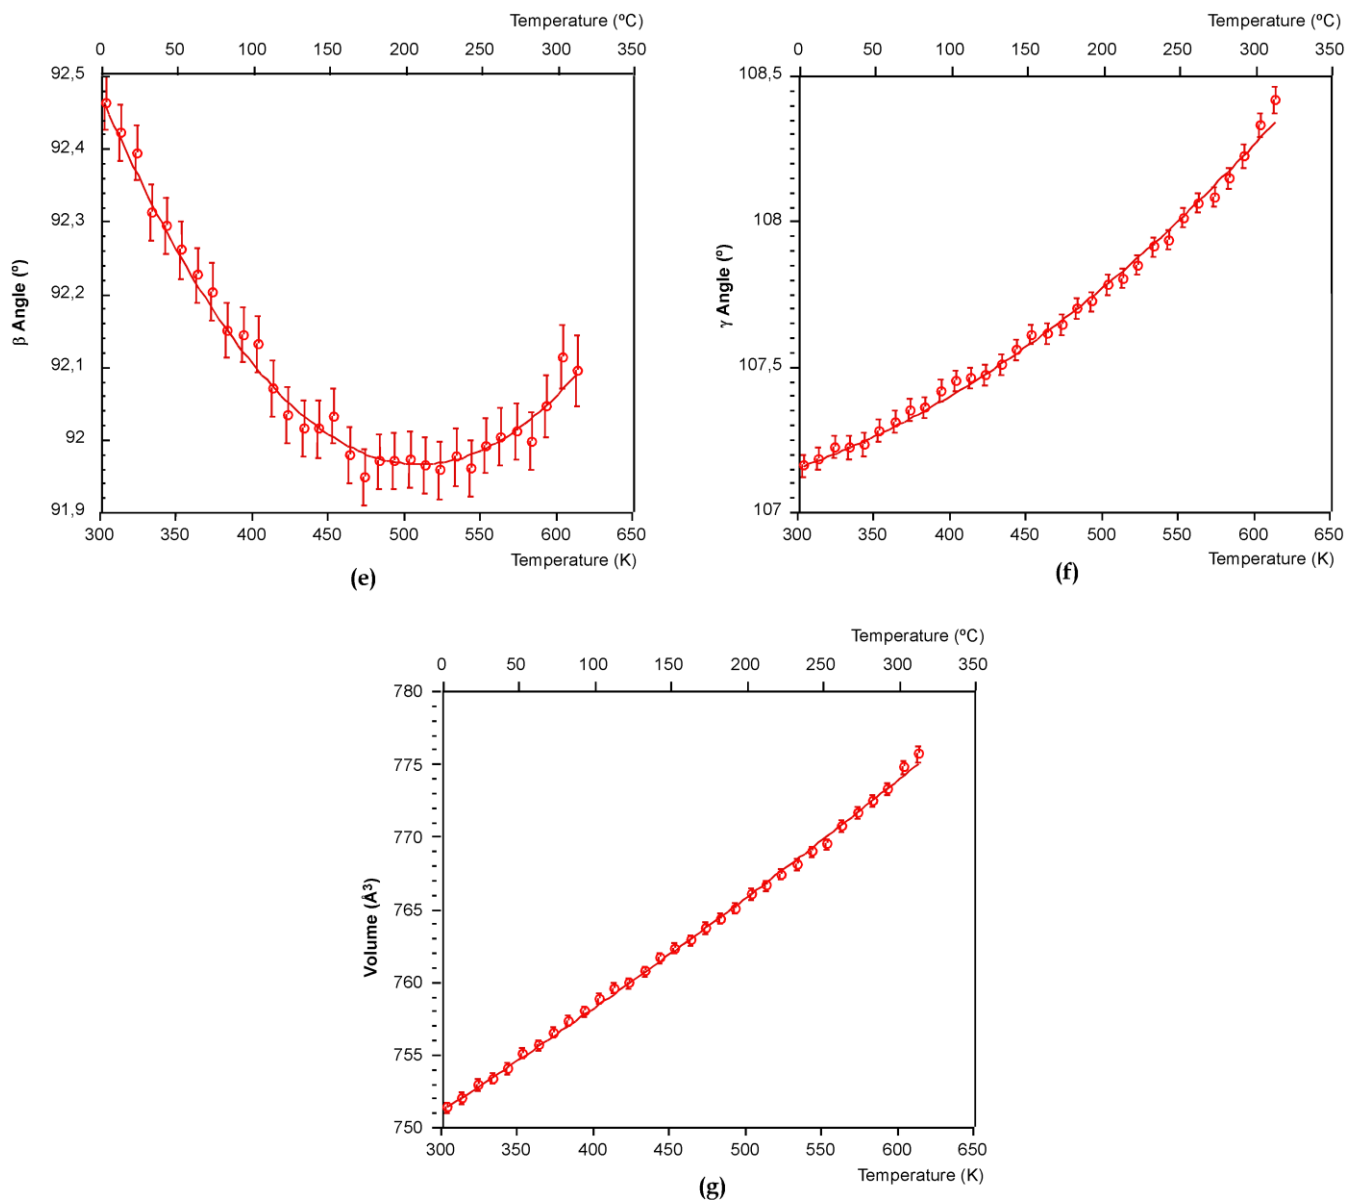 Temperature (ºC)
0 50 100 150 200 250 300 350
92,5
92,4
92,3
92,2
92,1
92
91,9
β Angle (º)
300 350 400 450 500 550 600 650
Temperature (K)
(e)
Temperature (ºC)
0 50 100 150 200 250 300 350
108,5
108
107,5
107
γ Angle (º)
300 350 400 450 500 550 600 650
Temperature (K)
(f)
Temperature (ºC)
0 50 100 150 200 250 300 350
780
775
770
765
760
755
750
Volume (Å³)
300 350 400 450 500 550 600 650
Temperature (K)
(g)